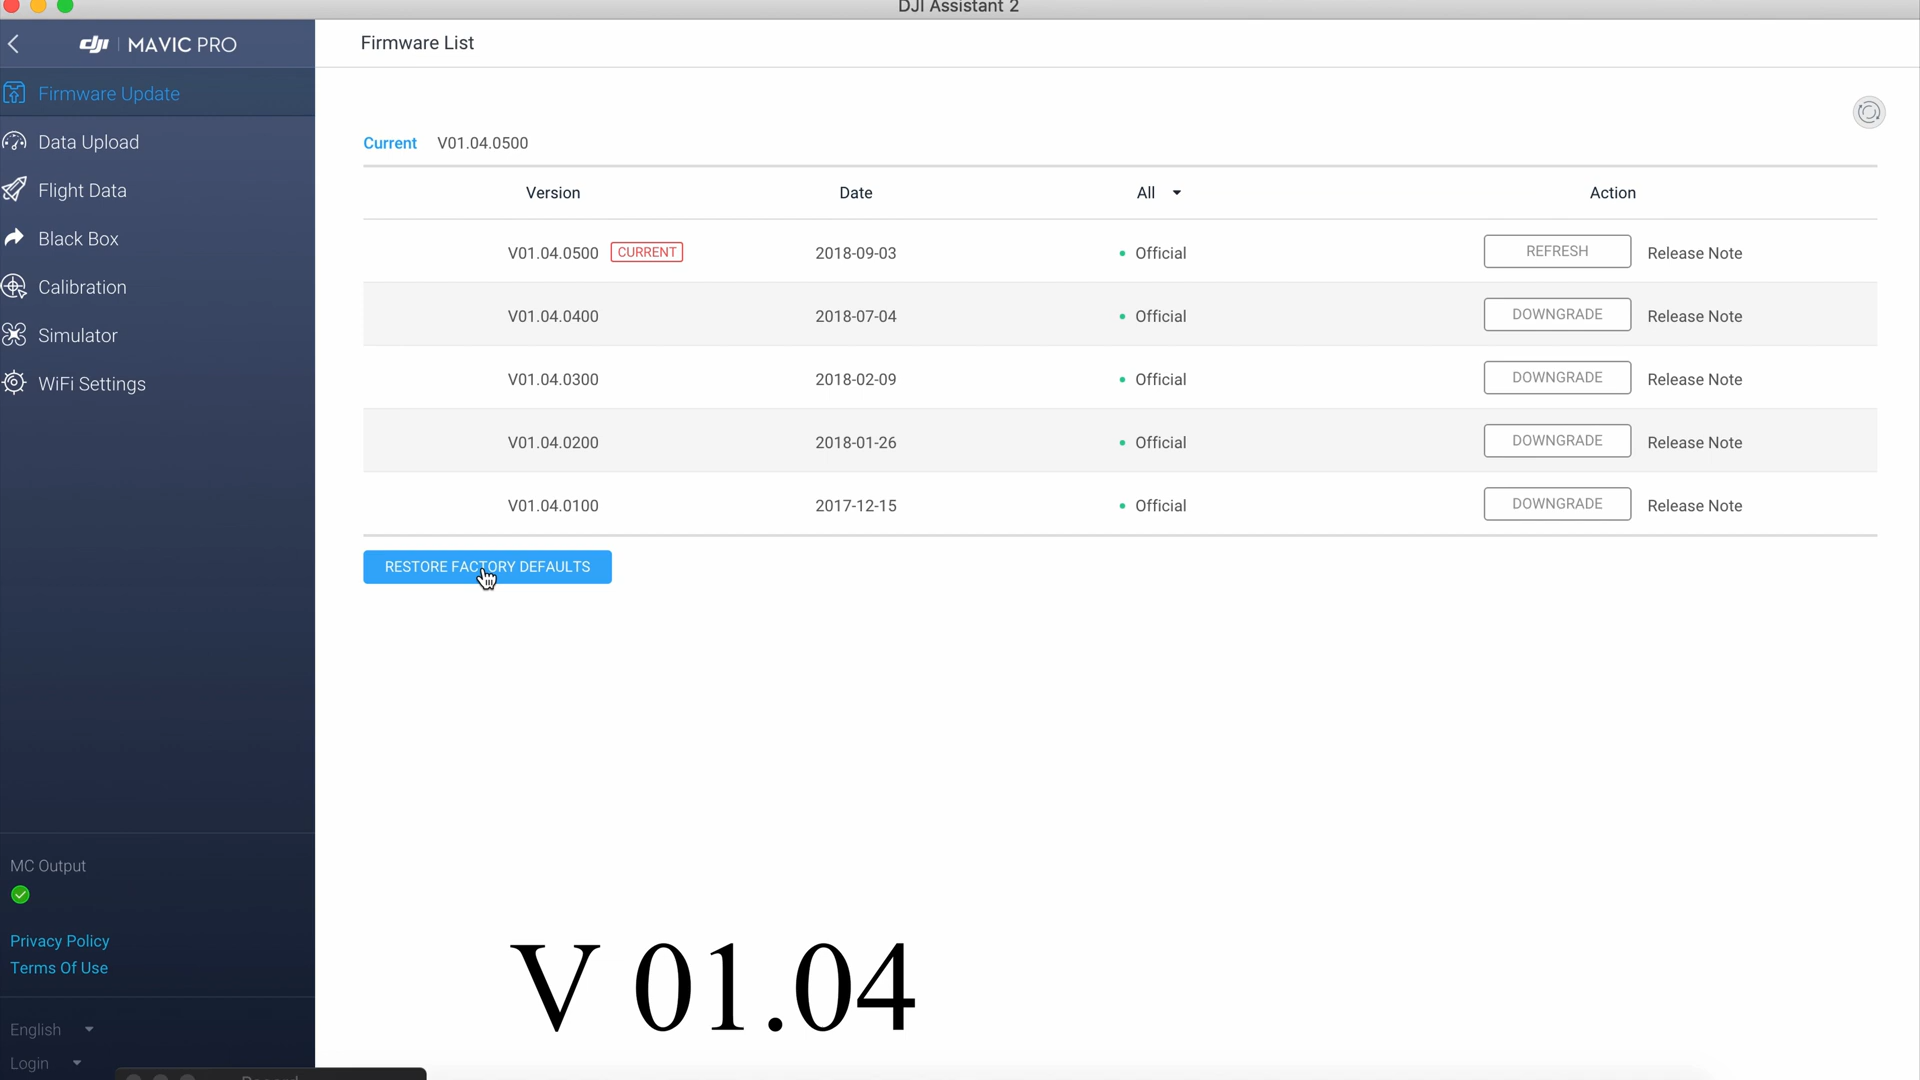 DJI Assistant 2
dji | MAVIC PRO
Firmware List
Firmware Update
Data Upload
Flight Data
Black Box
Calibration
Simulator
WiFi Settings
Current V01.04.0500
Version Date All Action
V01.04.0500 CURRENT 2018-09-03 Official REFRESH Release Note
V01.04.0400 2018-07-04 Official DOWNGRADE Release Note
V01.04.0300 2018-02-09 Official DOWNGRADE Release Note
V01.04.0200 2018-01-26 Official DOWNGRADE Release Note
V01.04.0100 2017-12-15 Official DOWNGRADE Release Note
RESTORE FACTORY DEFAULTS
MC Output
Privacy Policy
Terms Of Use
English
Login
V 01.04